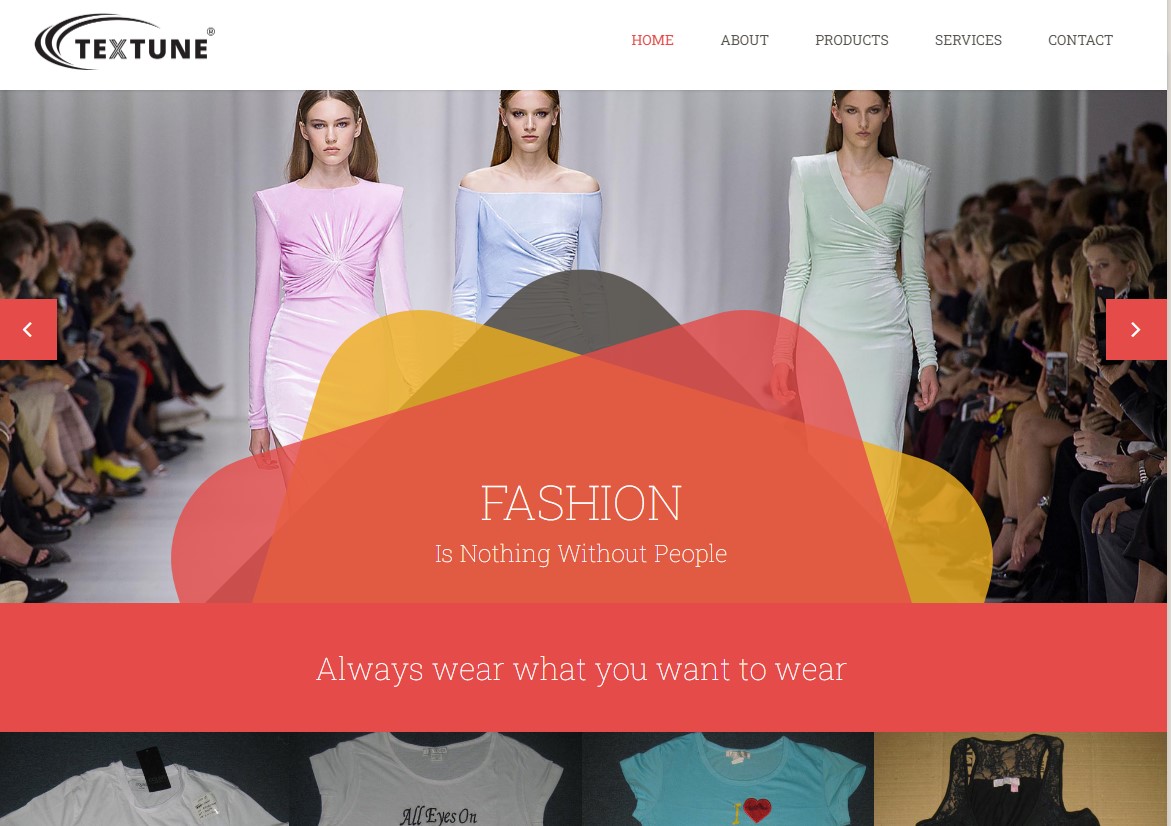 TEXTUNE®
HOME ABOUT PRODUCTS SERVICES CONTACT
FASHION
Is Nothing Without People
Always wear what you want to wear
All Eyes On
I